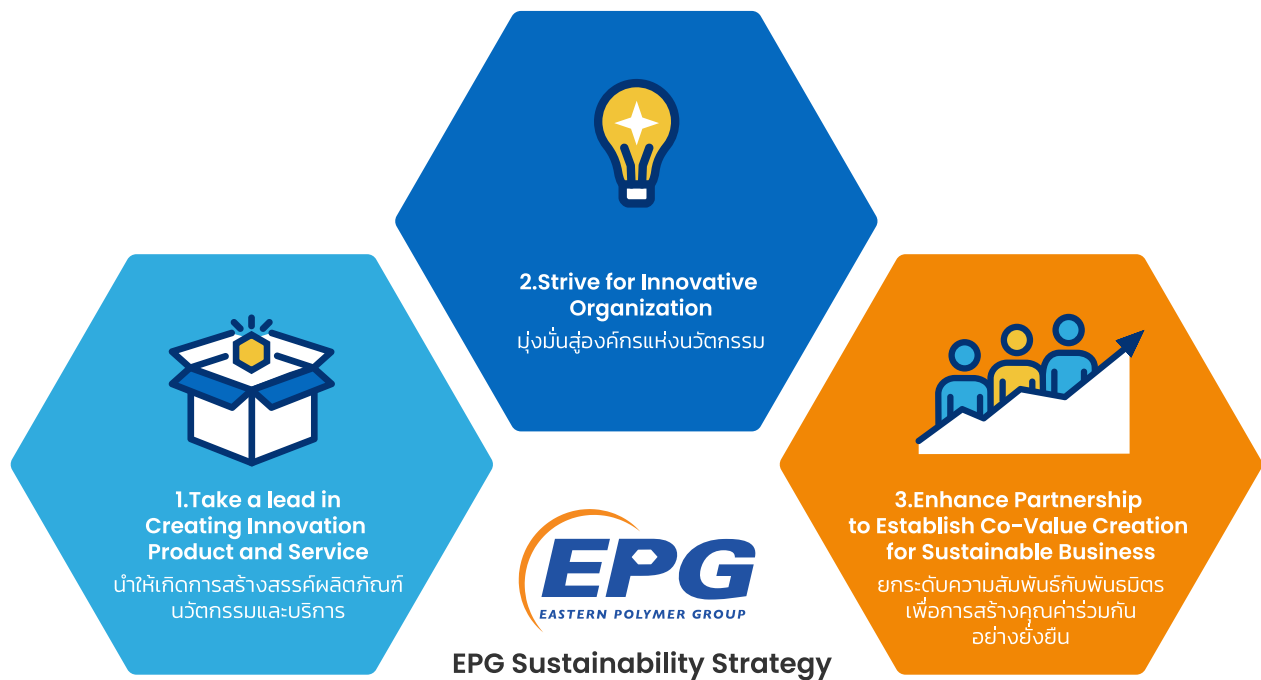 2.Strive for Innovative
Organization
มุ่งมั่นสู่องค์กรแห่งนวัตกรรม
1.Take a lead in
Creating Innovation
Product and Service
นำให้เกิดการสร้างสรรค์ผลิตภัณฑ์
นวัตกรรมและบริการ
3.Enhance Partnership
to Establish Co-Value Creation
for Sustainable Business
ยกระดับความสัมพันธ์กับพันธมิตร
เพื่อการสร้างคุณค่าร่วมกัน
อย่างยั่งยืน
EPG
EASTERN POLYMER GROUP
EPG Sustainability Strategy